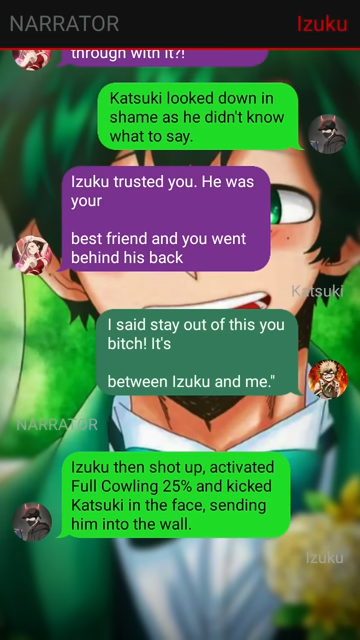 NARRATOR
Izuku
through with it?!
Katsuki looked down in
shame as he didn't know
what to say.
Izuku trusted you. He was
your
best friend and you went
behind his back
Katsuki
I said stay out of this you
bitch! It's
between Izuku and me."
NARRATOR
Izuku then shot up, activated
Full Cowling 25% and kicked
Katsuki in the face, sending
him into the wall.
Izuku